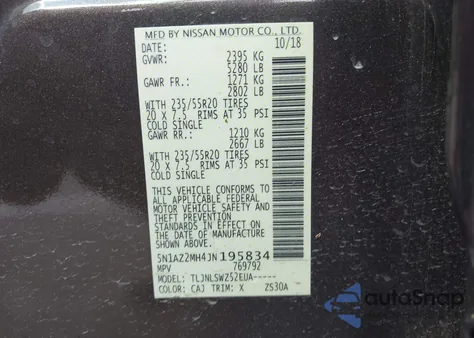 MFD BY NISSAN MOTOR CO., LTD.
DATE: 10/18
GVWR: 2395 KG
5280 LB
GAWR FR.: 1271 KG
2802 LB
WITH 235/55R20 TIRES
20 X 7.5 RIMS AT 35 PSI
COLD SINGLE
GAWR RR.: 1210 KG
2667 LB
WITH 235/55R20 TIRES
20 X 7.5 RIMS AT 35 PSI
COLD SINGLE
THIS VEHICLE CONFORMS TO
ALL APPLICABLE FEDERAL
MOTOR VEHICLE SAFETY AND
THEFT PREVENTION
STANDARDS IN EFFECT ON
THE DATE OF MANUFACTURE
SHOWN ABOVE.
5N1AZ2MH4JN195834
MPV 769792
TYPE: TLJNLSWZ52EUA-----
COLOR: CAJ TRIM: X ZS30A
autoSnap